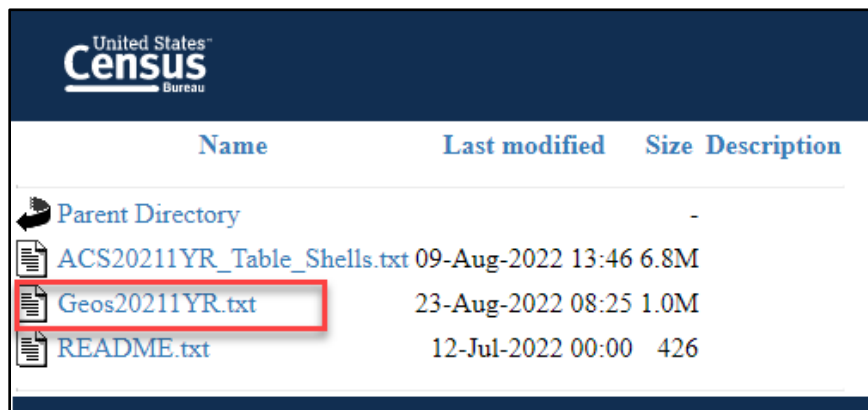 United States™
Census
Bureau
Name Last modified Size Description
Parent Directory -
ACS20211YR_Table_Shells.txt 09-Aug-2022 13:46 6.8M
Geos20211YR.txt 23-Aug-2022 08:25 1.0M
README.txt 12-Jul-2022 00:00 426